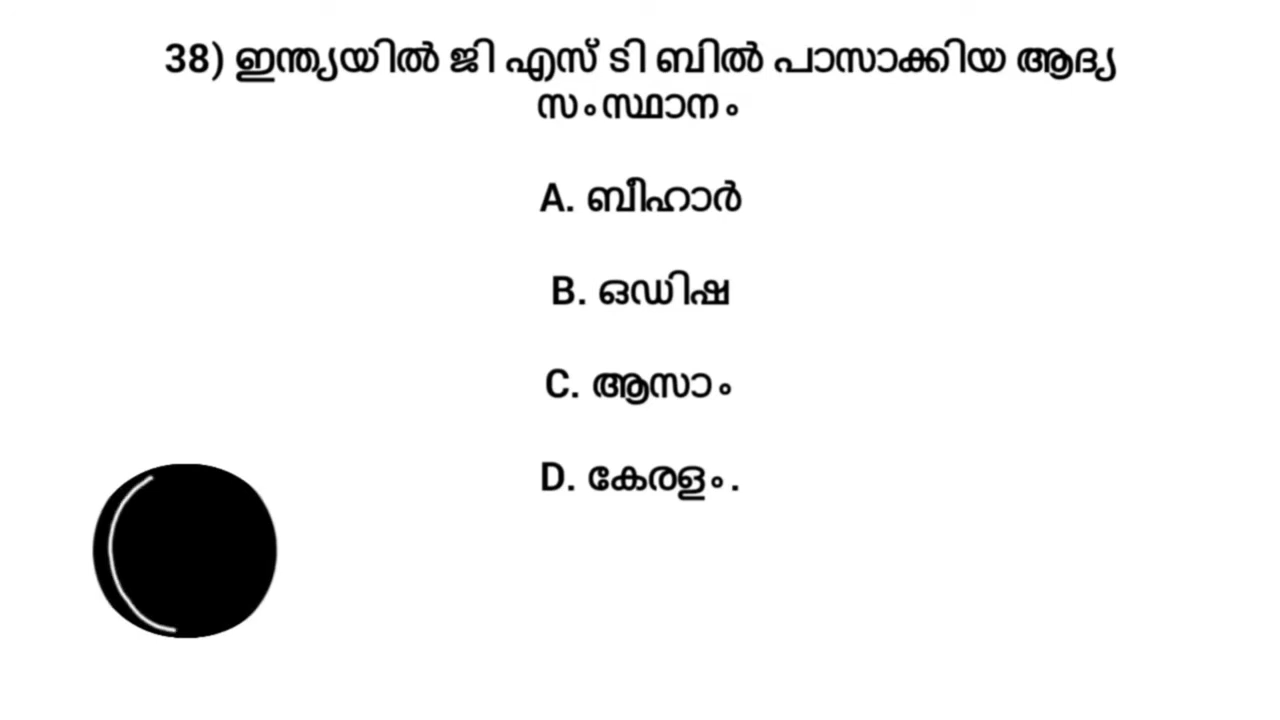 38) ഇന്ത്യയിൽ ജി എസ് ടി ബിൽ പാസാക്കിയ ആദ്യ
സംസ്ഥാനം
A. ബീഹാർ
B. ഒഡിഷ
C. ആസാം
D. കേരളം.